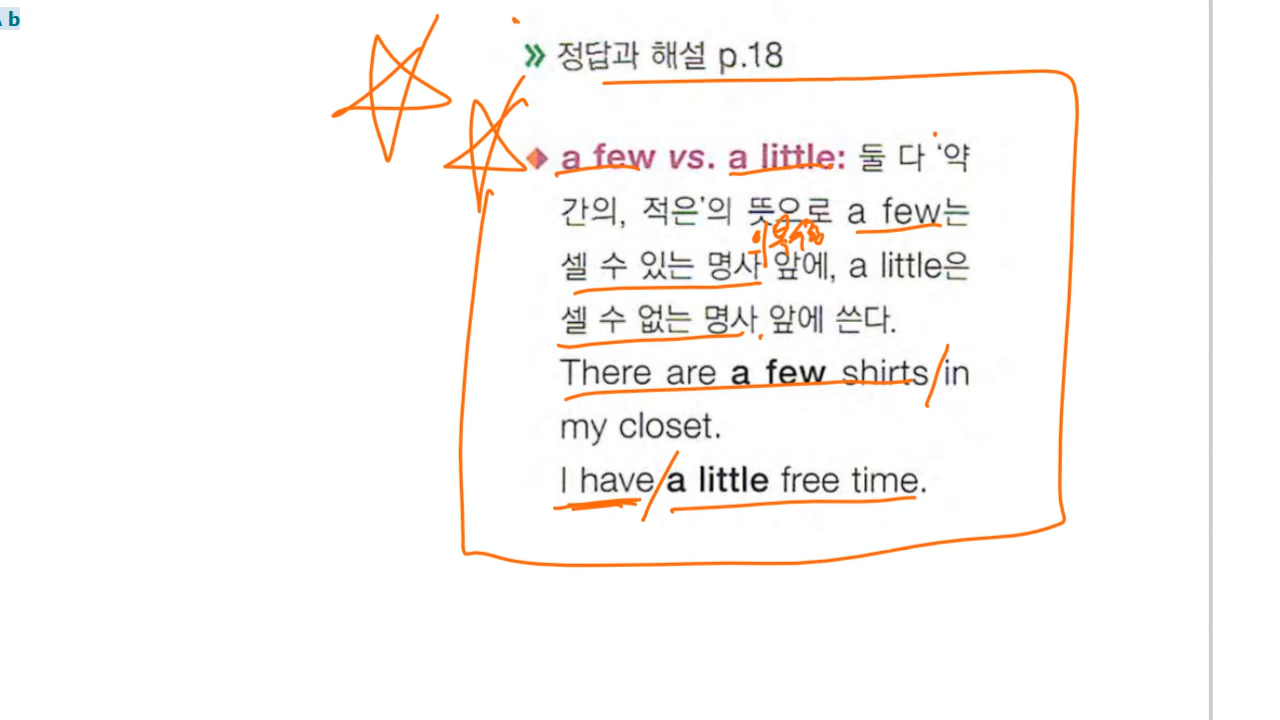 b
» 정답과 해설 p.18
a few vs. a little: 둘 다 ‘약
간의, 적은’의 뜻으로 a few는
셀 수 있는 명사 앞에, a little은
셀 수 없는 명사 앞에 쓴다.
There are a few shirts in
my closet.
I have a little free time.